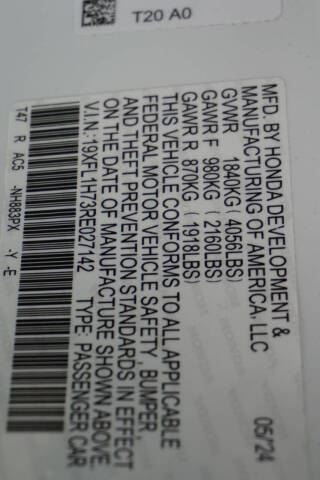 T20 A0
MFD. BY HONDA DEVELOPMENT &
MANUFACTURING OF AMERICA, LLC
05/24
GVWR 1840KG ( 4056LBS)
GAWR F 980KG ( 2160LBS)
GAWR R 870KG ( 1918LBS)
THIS VEHICLE CONFORMS TO ALL APPLICABLE
FEDERAL MOTOR VEHICLE SAFETY, BUMPER,
AND THEFT PREVENTION STANDARDS IN EFFECT
ON THE DATE OF MANUFACTURE SHOWN ABOVE.
V.I.N.:19XFL1H73RE027142 TYPE: PASSENGER CAR
T47 R AC5 -NH883PX -Y -E